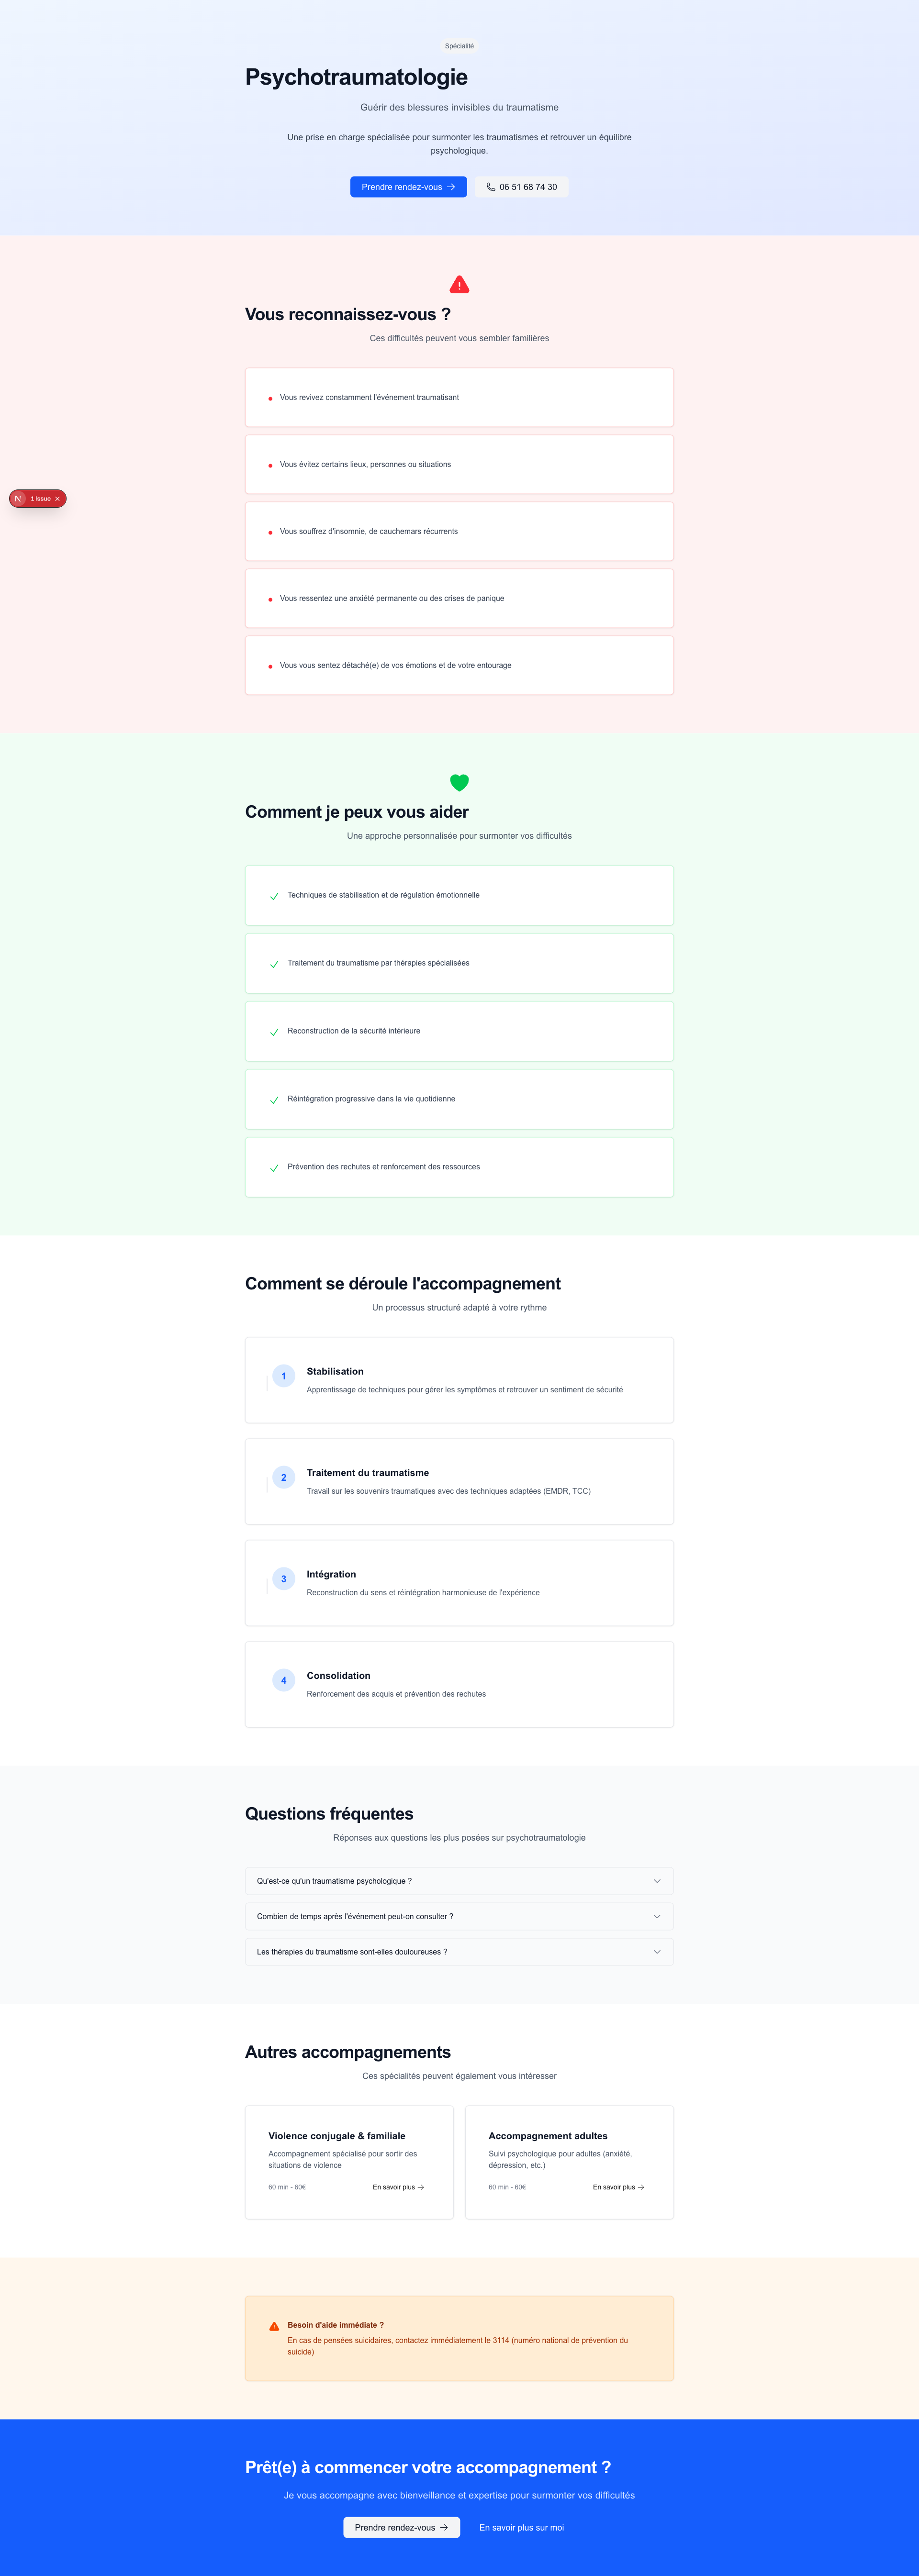 Spécialité
Psychotraumatologie
Guérir des blessures invisibles du traumatisme
Une prise en charge spécialisée pour surmonter les traumatismes et retrouver un équilibre
psychologique.
Prendre rendez-vous →
06 51 68 74 30
Vous reconnaissez-vous ?
Ces difficultés peuvent vous sembler familières
Vous revivez constamment l'événement traumatisant
Vous évitez certains lieux, personnes ou situations
N 1 Issue ×
Vous souffrez d'insomnie, de cauchemars récurrents
Vous ressentez une anxiété permanente ou des crises de panique
Vous vous sentez détaché(e) de vos émotions et de votre entourage
Comment je peux vous aider
Une approche personnalisée pour surmonter vos difficultés
Techniques de stabilisation et de régulation émotionnelle
Traitement du traumatisme par thérapies spécialisées
Reconstruction de la sécurité intérieure
Réintégration progressive dans la vie quotidienne
Prévention des rechutes et renforcement des ressources
Comment se déroule l'accompagnement
Un processus structuré adapté à votre rythme
1
Stabilisation
Apprentissage de techniques pour gérer les symptômes et retrouver un sentiment de sécurité
2
Traitement du traumatisme
Travail sur les souvenirs traumatiques avec des techniques adaptées (EMDR, TCC)
3
Intégration
Reconstruction du sens et réintégration harmonieuse de l'expérience
4
Consolidation
Renforcement des acquis et prévention des rechutes
Questions fréquentes
Réponses aux questions les plus posées sur psychotraumatologie
Qu'est-ce qu'un traumatisme psychologique ?
Combien de temps après l'événement peut-on consulter ?
Les thérapies du traumatisme sont-elles douloureuses ?
Autres accompagnements
Ces spécialités peuvent également vous intéresser
Violence conjugale & familiale
Accompagnement spécialisé pour sortir des
situations de violence
60 min - 60€
En savoir plus →
Accompagnement adultes
Suivi psychologique pour adultes (anxiété,
dépression, etc.)
60 min - 60€
En savoir plus →
Besoin d'aide immédiate ?
En cas de pensées suicidaires, contactez immédiatement le 3114 (numéro national de prévention du
suicide)
Prêt(e) à commencer votre accompagnement ?
Je vous accompagne avec bienveillance et expertise pour surmonter vos difficultés
Prendre rendez-vous →
En savoir plus sur moi